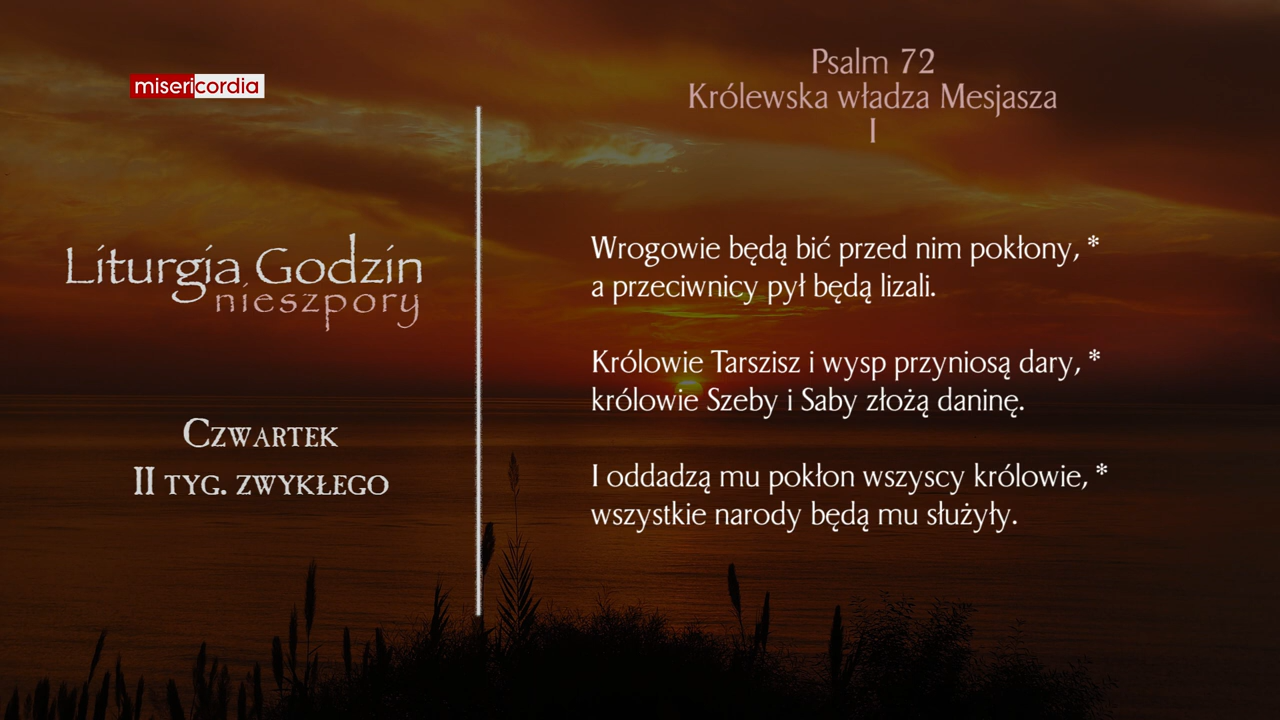 misericordia
Liturgia Godzin
nieszpory
Czwartek
II tyg. zwykłego
Psalm 72
Królewska władza Mesjasza
I
Wrogowie będą bić przed nim pokłony, *
a przeciwnicy pył będą lizali.
Królowie Tarszisz i wysp przyniosą dary, *
królowie Szeby i Saby złożą daninę.
I oddadzą mu pokłon wszyscy królowie, *
wszystkie narody będą mu służyły.